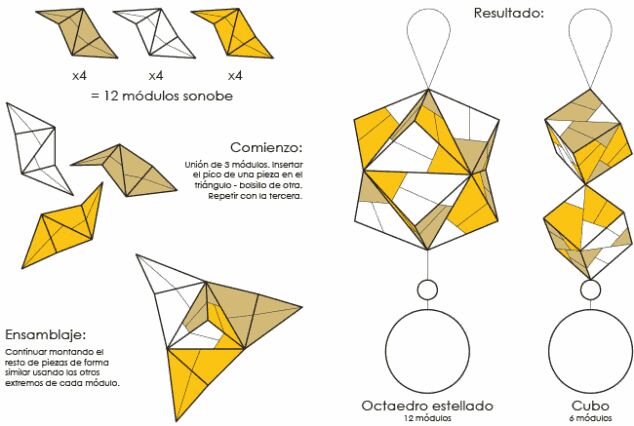 x4
x4
x4
= 12 módulos sonobe
Comienzo:
Unión de 3 módulos. Insertar
el pico de una pieza en el
triángulo - bolsillo de otra.
Repetir con la tercera.
Ensamblaje:
Continuar montando el
resto de piezas de forma
similar usando las otros
extremos de cada módulo.
Resultado:
Octaedro estellado
12 módulos
Cubo
6 módulos